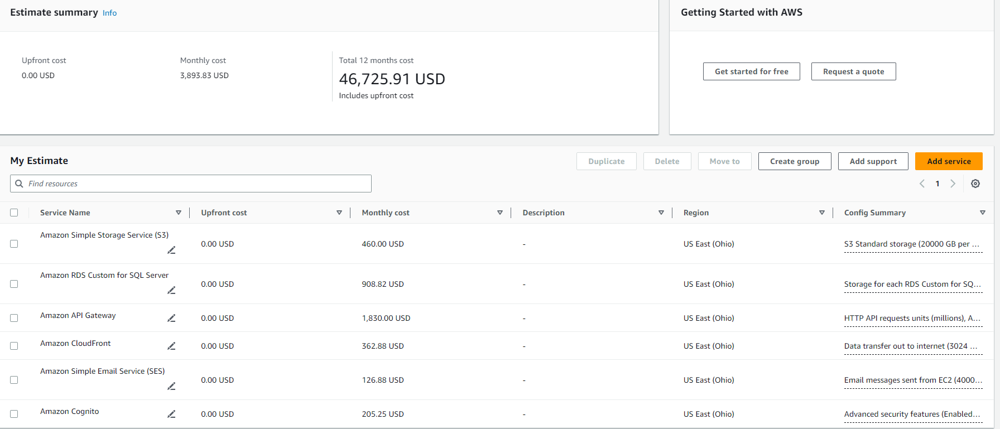 Estimate summary Info
Getting Started with AWS
Upfront cost
0.00 USD
Monthly cost
3,893.83 USD
Total 12 months cost
46,725.91 USD
Includes upfront cost
Get started for free
Request a quote
My Estimate
Duplicate Delete Move to Create group Add support Add service
Find resources
1
Service Name Upfront cost Monthly cost Description Region Config Summary
Amazon Simple Storage Service (S3) 0.00 USD 460.00 USD - US East (Ohio) S3 Standard storage (20000 GB per ...
Amazon RDS Custom for SQL Server 0.00 USD 908.82 USD - US East (Ohio) Storage for each RDS Custom for SQ...
Amazon API Gateway 0.00 USD 1,830.00 USD - US East (Ohio) HTTP API requests units (millions), A...
Amazon CloudFront 0.00 USD 362.88 USD - US East (Ohio) Data transfer out to internet (3024 ...
Amazon Simple Email Service (SES) 0.00 USD 126.88 USD - US East (Ohio) Email messages sent from EC2 (4000...
Amazon Cognito 0.00 USD 205.25 USD - US East (Ohio) Advanced security features (Enabled...